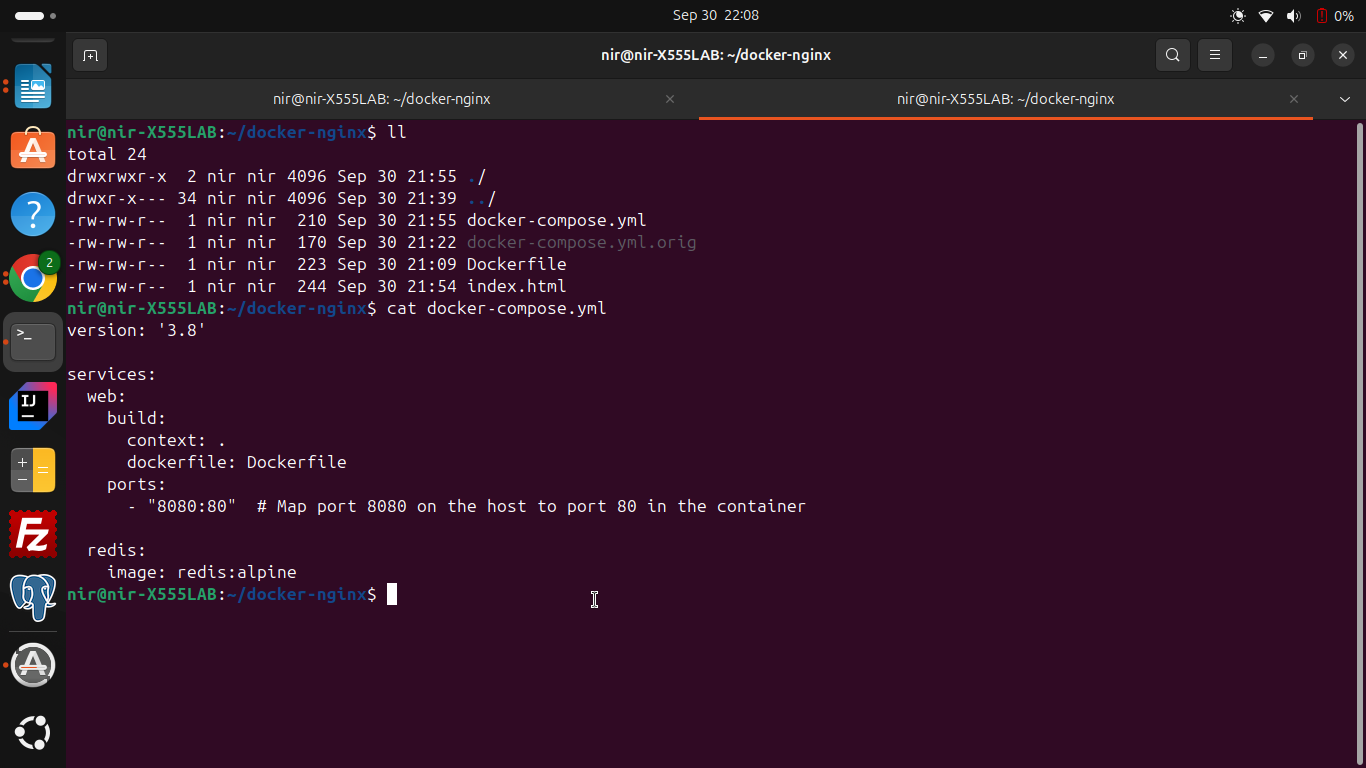 Sep 30 22:08
0%
nir@nir-X555LAB: ~/docker-nginx
nir@nir-X555LAB: ~/docker-nginx
nir@nir-X555LAB: ~/docker-nginx
nir@nir-X555LAB:~/docker-nginx$ ll
total 24
drwxrwxr-x  2 nir nir 4096 Sep 30 21:55 ./
drwxr-x--- 34 nir nir 4096 Sep 30 21:39 ../
-rw-rw-r--  1 nir nir  210 Sep 30 21:55 docker-compose.yml
-rw-rw-r--  1 nir nir  170 Sep 30 21:22 docker-compose.yml.orig
-rw-rw-r--  1 nir nir  223 Sep 30 21:09 Dockerfile
-rw-rw-r--  1 nir nir  244 Sep 30 21:54 index.html
nir@nir-X555LAB:~/docker-nginx$ cat docker-compose.yml
version: '3.8'
services:
  web:
    build:
      context: .
      dockerfile: Dockerfile
    ports:
      - "8080:80"  # Map port 8080 on the host to port 80 in the container
  redis:
    image: redis:alpine
nir@nir-X555LAB:~/docker-nginx$
?
2
>_
IJ
Fz